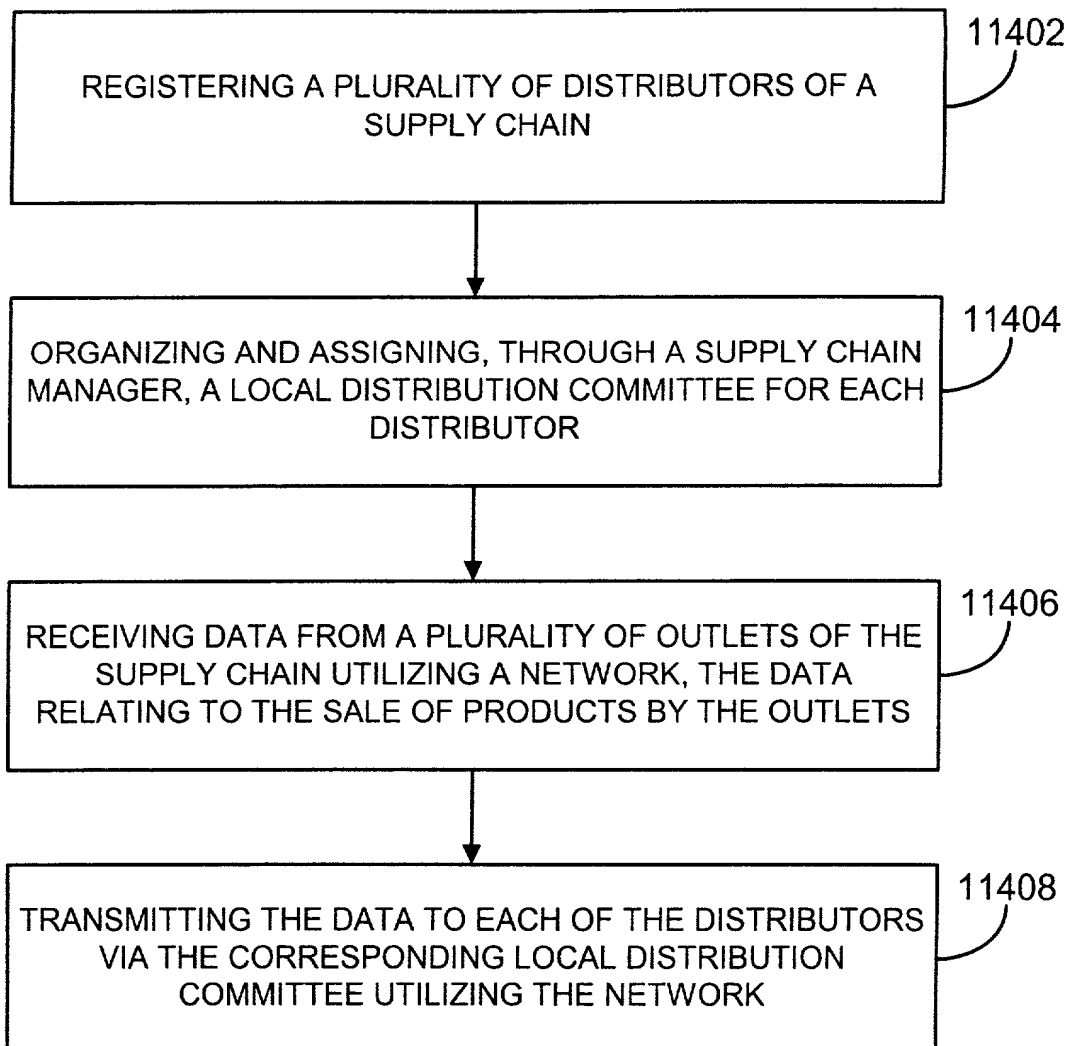 11402
REGISTERING A PLURALITY OF DISTRIBUTORS OF A
SUPPLY CHAIN
11404
ORGANIZING AND ASSIGNING, THROUGH A SUPPLY CHAIN
MANAGER, A LOCAL DISTRIBUTION COMMITTEE FOR EACH
DISTRIBUTOR
11406
RECEIVING DATA FROM A PLURALITY OF OUTLETS OF THE
SUPPLY CHAIN UTILIZING A NETWORK, THE DATA
RELATING TO THE SALE OF PRODUCTS BY THE OUTLETS
11408
TRANSMITTING THE DATA TO EACH OF THE DISTRIBUTORS
VIA THE CORRESPONDING LOCAL DISTRIBUTION
COMMITTEE UTILIZING THE NETWORK